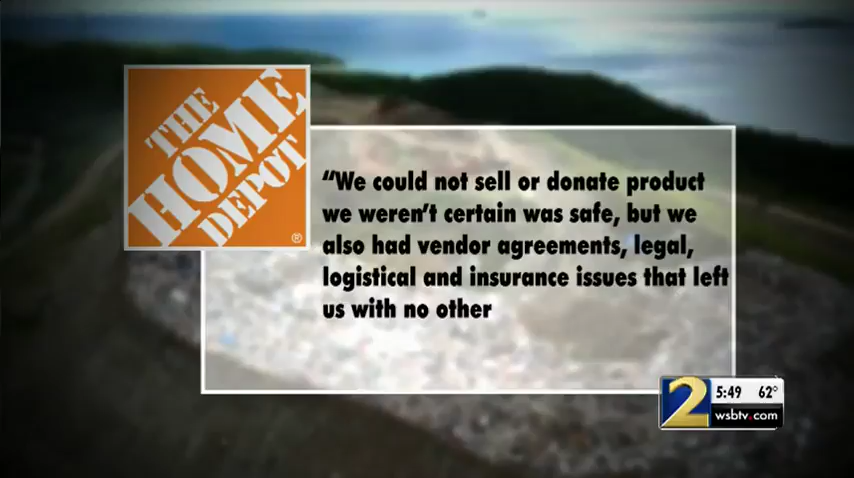 THE
HOME
DEPOT
®
“We could not sell or donate product
we weren’t certain was safe, but we
also had vendor agreements, legal,
logistical and insurance issues that left
us with no other
2
5:49 62°
wsbtv.com